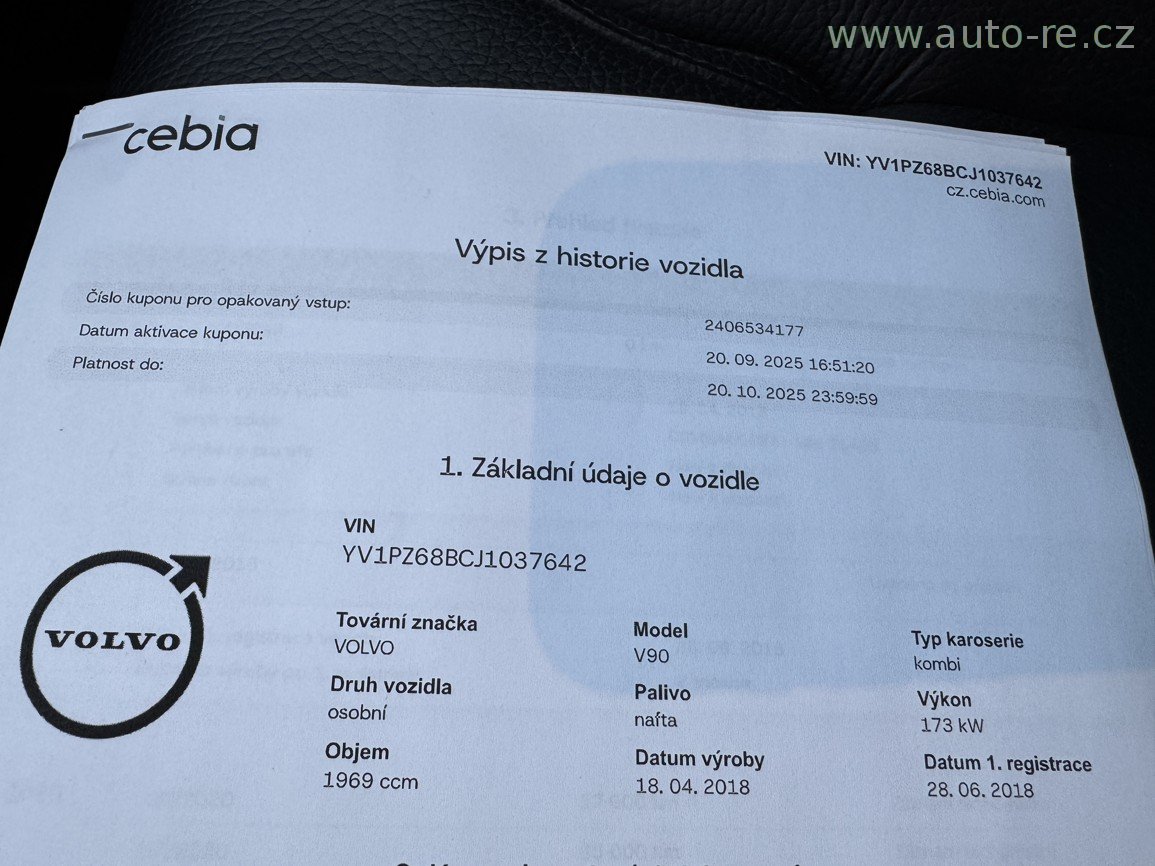 www.auto-re.cz
cebia
VIN: YV1PZ68BCJ1037642
cz.cebia.com
Výpis z historie vozidla
Číslo kuponu pro opakovaný vstup: 2406534177
Datum aktivace kuponu: 20. 09. 2025 16:51:20
Platnost do: 20. 10. 2025 23:59:59
1. Základní údaje o vozidle
VIN
YV1PZ68BCJ1037642
VOLVO
Tovární značka Model Typ karoserie
VOLVO V90 kombi
Druh vozidla Palivo Výkon
osobní nafta 173 kW
Objem Datum výroby Datum 1. registrace
1969 ccm 18. 04. 2018 28. 06. 2018